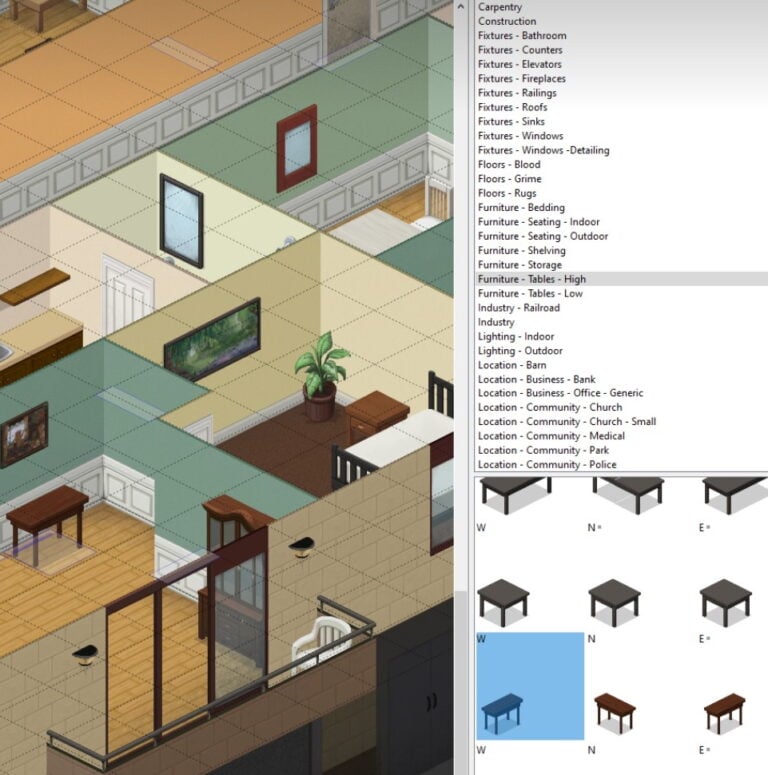 Carpentry
Construction
Fixtures - Bathroom
Fixtures - Counters
Fixtures - Elevators
Fixtures - Fireplaces
Fixtures - Railings
Fixtures - Roofs
Fixtures - Sinks
Fixtures - Windows
Fixtures - Windows -Detailing
Floors - Blood
Floors - Grime
Floors - Rugs
Furniture - Bedding
Furniture - Seating - Indoor
Furniture - Seating - Outdoor
Furniture - Shelving
Furniture - Storage
Furniture - Tables - High
Furniture - Tables - Low
Industry - Railroad
Industry
Lighting - Indoor
Lighting - Outdoor
Location - Barn
Location - Business - Bank
Location - Business - Office - Generic
Location - Community - Church
Location - Community - Church - Small
Location - Community - Medical
Location - Community - Park
Location - Community - Police
W N* E*
W N E*
W N E*